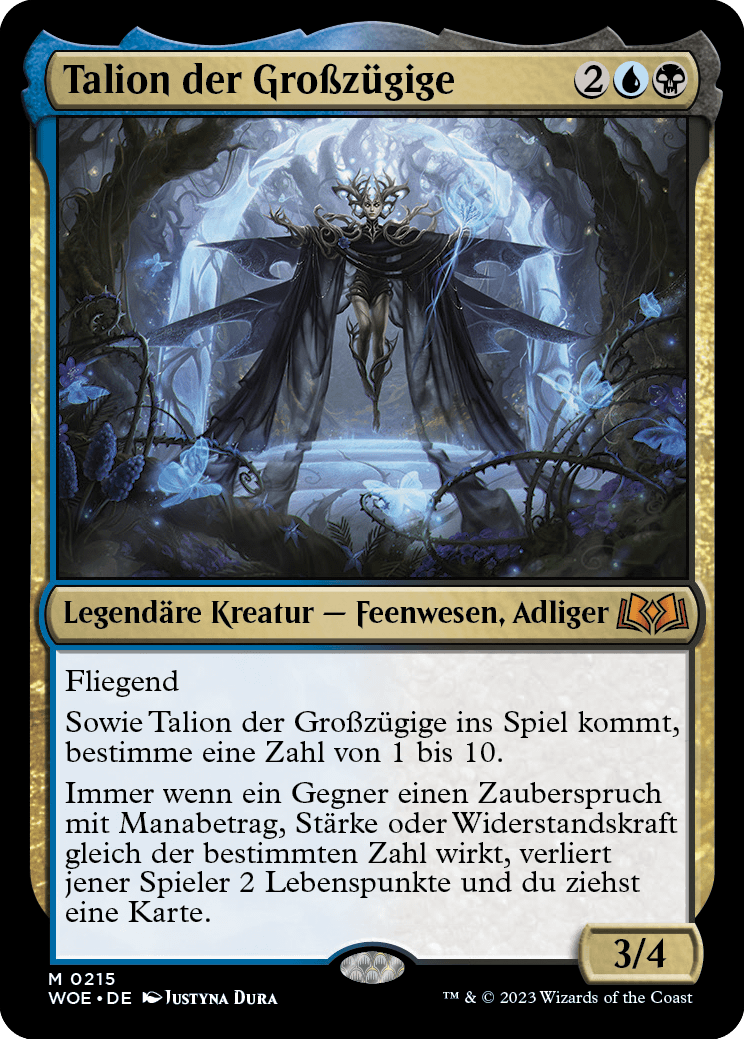 Talion der Großzügige 2
Legendäre Kreatur — Feenwesen, Adliger
Fliegend
Sowie Talion der Großzügige ins Spiel kommt,
bestimme eine Zahl von 1 bis 10.
Immer wenn ein Gegner einen Zauberspruch
mit Manabetrag, Stärke oder Widerstandskraft
gleich der bestimmten Zahl wirkt, verliert
jener Spieler 2 Lebenspunkte und du ziehst
eine Karte.
3/4
M 0215
WOE • DE Justyna Dura
™ & © 2023 Wizards of the Coast